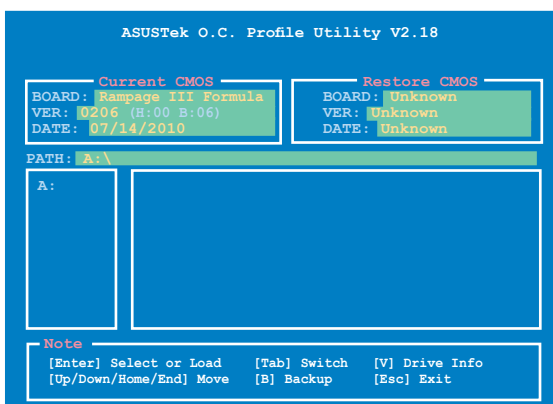 ASUSTek O.C. Profile Utility V2.18
Current CMOS
BOARD: Rampage III Formula
VER: 0206 (H:00 B:06)
DATE: 07/14/2010
Restore CMOS
BOARD: Unknown
VER: Unknown
DATE: Unknown
PATH: A:\
A:
Note
[Enter] Select or Load [Tab] Switch [V] Drive Info
[Up/Down/Home/End] Move [B] Backup [Esc] Exit